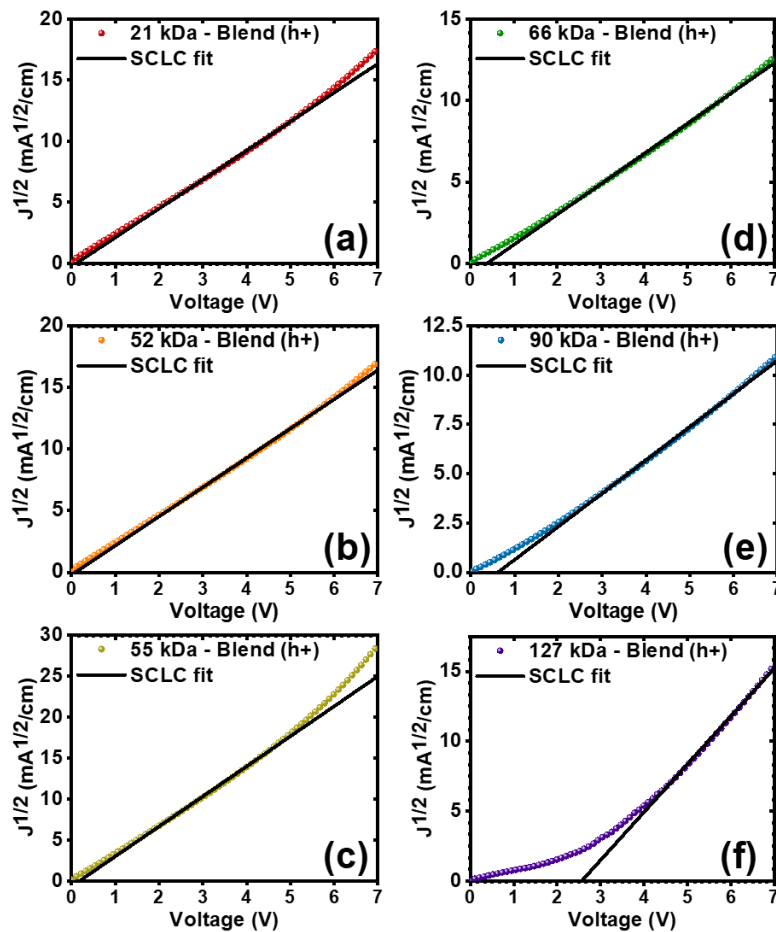 21 kDa - Blend (h+)
SCLC fit
J1/2 (mA1/2/cm)
20
15
10
5
0
(a)
0 1 2 3 4 5 6 7
Voltage (V)
66 kDa - Blend (h+)
SCLC fit
J1/2 (mA1/2/cm)
15
10
5
0
(d)
0 1 2 3 4 5 6 7
Voltage (V)
52 kDa - Blend (h+)
SCLC fit
J1/2 (mA1/2/cm)
20
15
10
5
0
(b)
0 1 2 3 4 5 6 7
Voltage (V)
90 kDa - Blend (h+)
SCLC fit
J1/2 (mA1/2/cm)
12.5
10.0
7.5
5.0
2.5
0.0
(e)
0 1 2 3 4 5 6 7
Voltage (V)
55 kDa - Blend (h+)
SCLC fit
J1/2 (mA1/2/cm)
30
25
20
15
10
5
0
(c)
0 1 2 3 4 5 6 7
Voltage (V)
127 kDa - Blend (h+)
SCLC fit
J1/2 (mA1/2/cm)
15
10
5
0
(f)
0 1 2 3 4 5 6 7
Voltage (V)